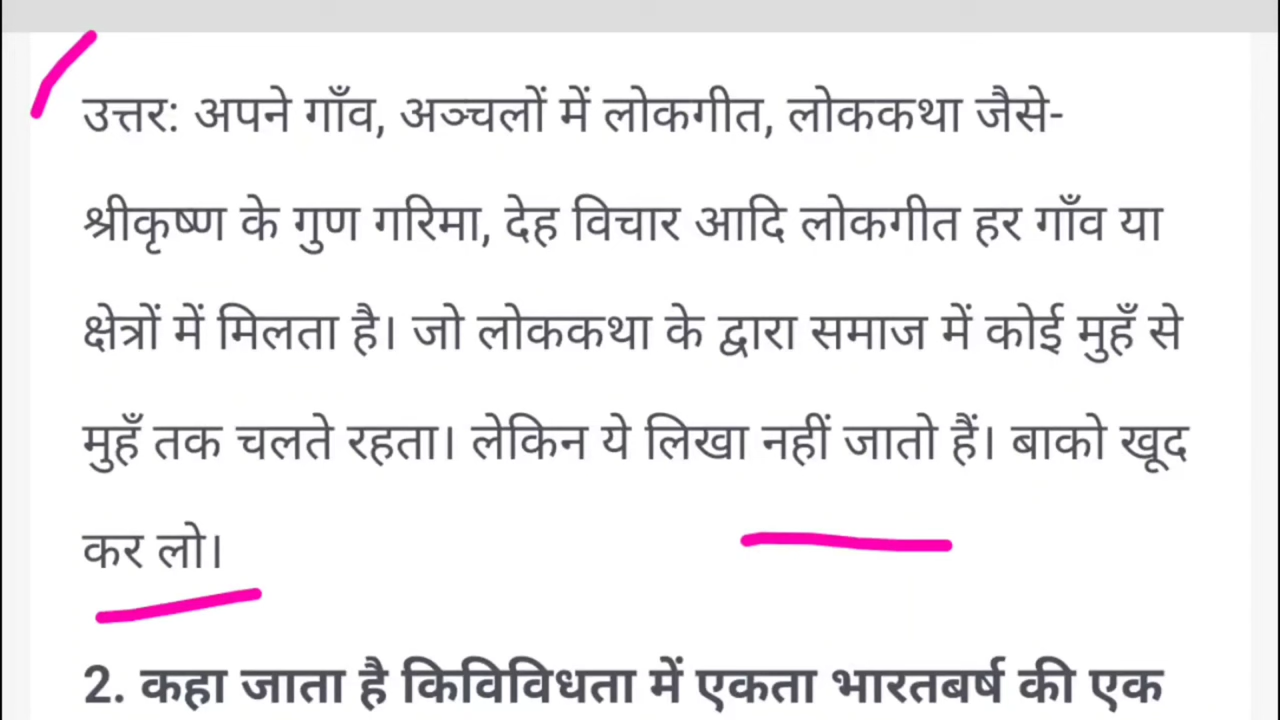 उत्तर: अपने गाँव, अञ्चलों में लोकगीत, लोककथा जैसे-
श्रीकृष्ण के गुण गरिमा, देह विचार आदि लोकगीत हर गाँव या
क्षेत्रों में मिलता है। जो लोककथा के द्वारा समाज में कोई मुहँ से
मुहँ तक चलते रहता। लेकिन ये लिखा नहीं जातो हैं। बाको खूद
कर लो।
2. कहा जाता है किविविधता में एकता भारतबर्ष की एक